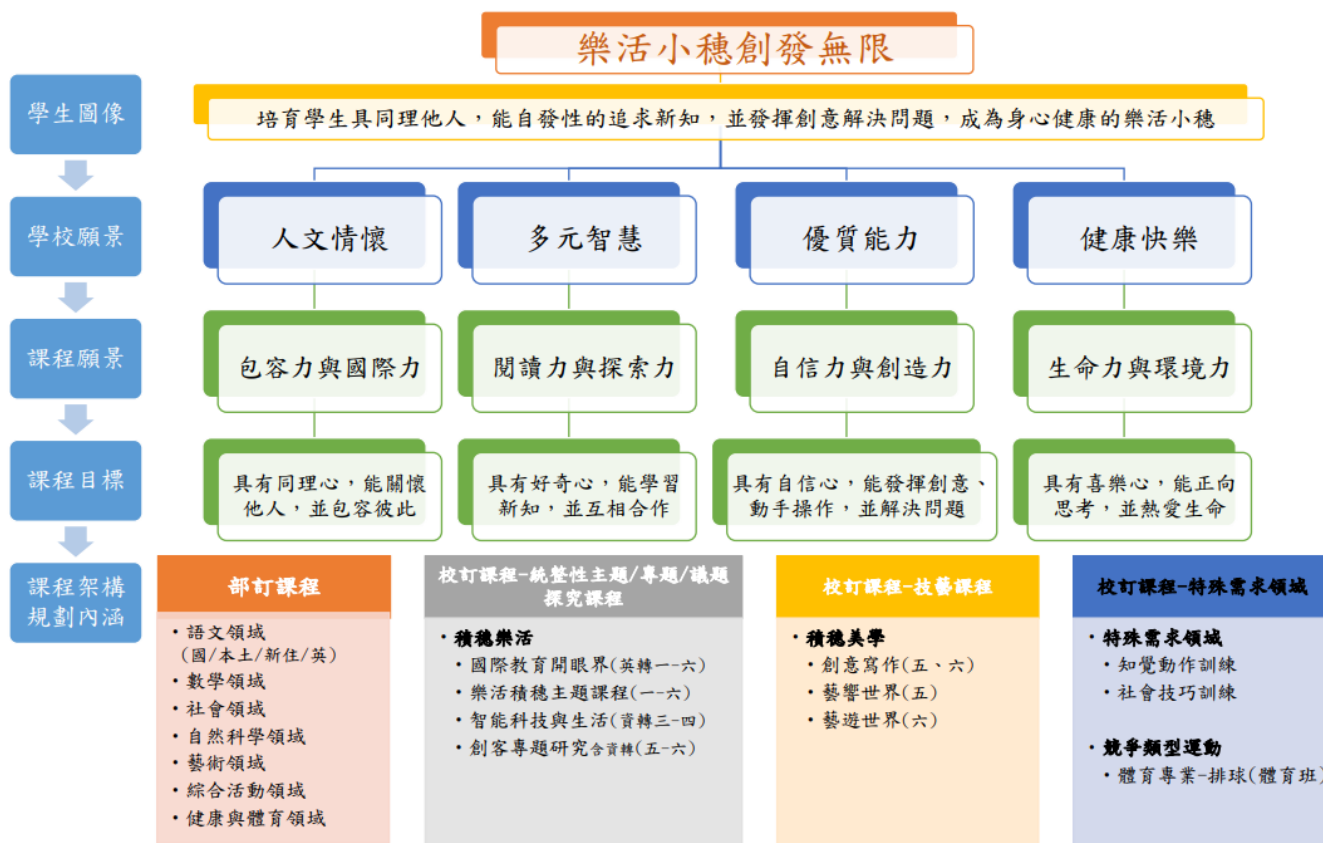 樂活小穗創發無限
學生圖像
培育學生具同理他人，能自發性的追求新知，並發揮創意解決問題，成為身心健康的樂活小穗
學校願景
人文情懷
多元智慧
優質能力
健康快樂
課程願景
包容力與國際力
閱讀力與探索力
自信力與創造力
生命力與環境力
課程目標
具有同理心，能關懷
他人，並包容彼此
具有好奇心，能學習
新知，並互相合作
具有自信心，能發揮創意、
動手操作，並解決問題
具有喜樂心，能正向
思考，並熱愛生命
課程架構
規劃內涵
部訂課程
・語文領域
（國/本土/新住/英）
・數學領域
・社會領域
・自然科學領域
・藝術領域
・綜合活動領域
・健康與體育領域
校訂課程-統整性主題/專題/議題
探究課程
・積穗樂活
・國際教育開眼界(英轉一-六)
・樂活積穗主題課程(一-六)
・智能科技與生活(資轉三-四)
・創客專題研究含資轉(五-六)
校訂課程-技藝課程
・積穗美學
・創意寫作(五、六)
・藝響世界(五)
・藝遊世界(六)
校訂課程-特殊需求領域
・特殊需求領域
・知覺動作訓練
・社會技巧訓練
・競爭類型運動
・體育專業-排球(體育班)